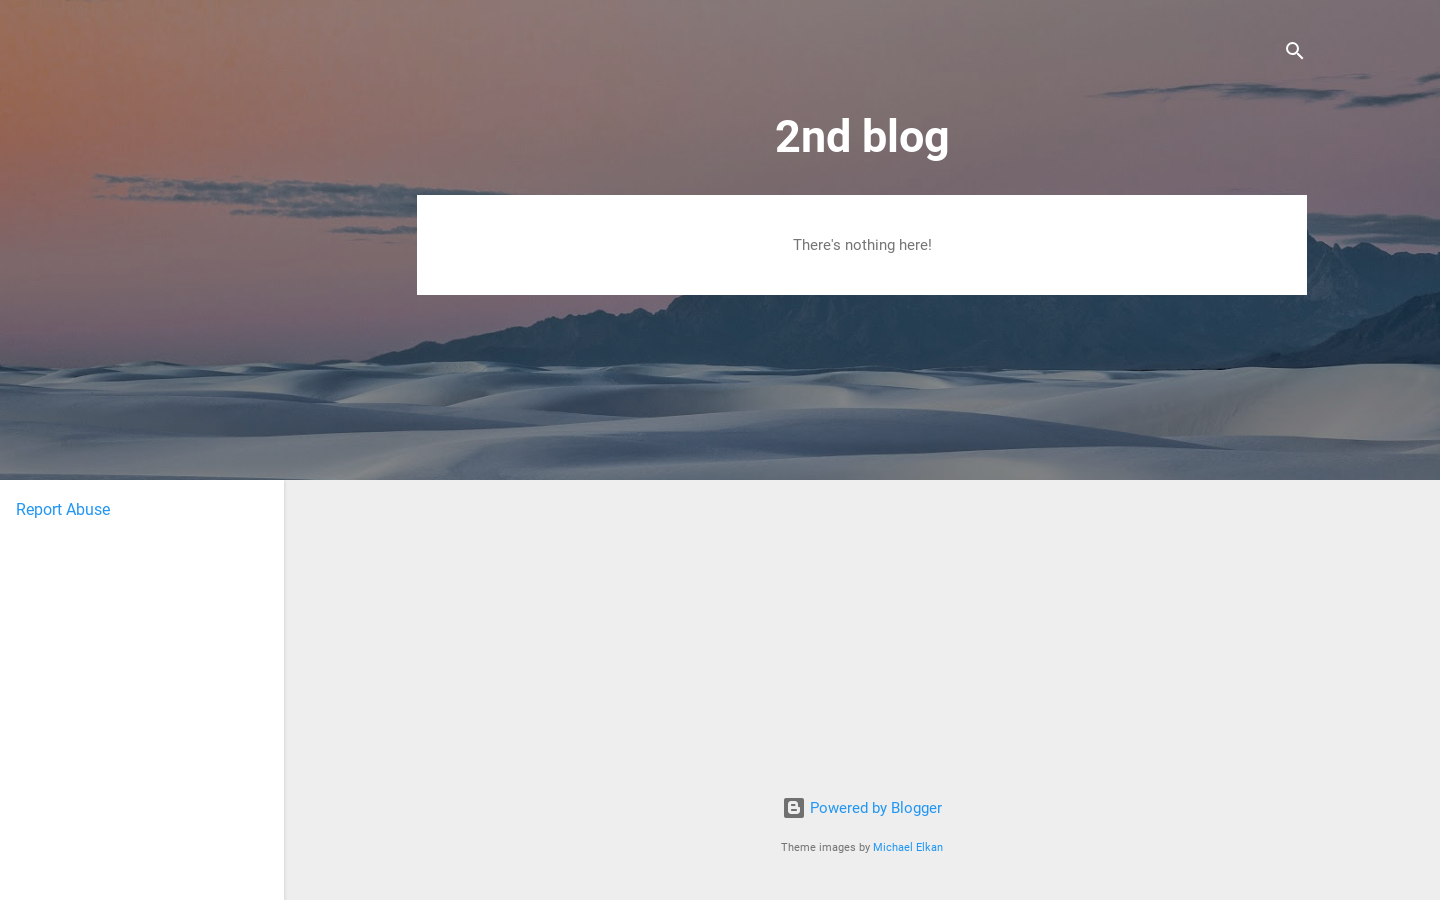 2nd blog
There's nothing here!
Report Abuse
Powered by Blogger
Theme images by Michael Elkan